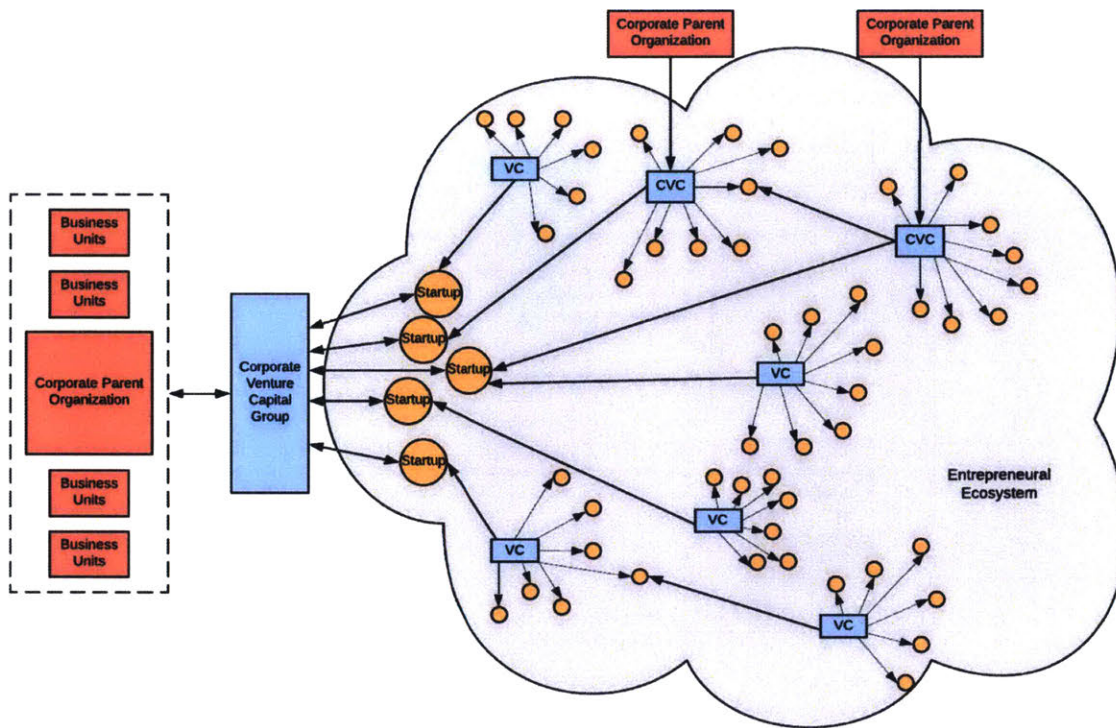 Corporate Parent
Organization
Corporate Parent
Organization
VC
CVC
CVC
Business
Units
Business
Units
Corporate Parent
Organization
Business
Units
Business
Units
Corporate
Venture
Capital
Group
Startup
Startup
Startup
Startup
Startup
VC
VC
VC
VC
Entrepreneural
Ecosystem